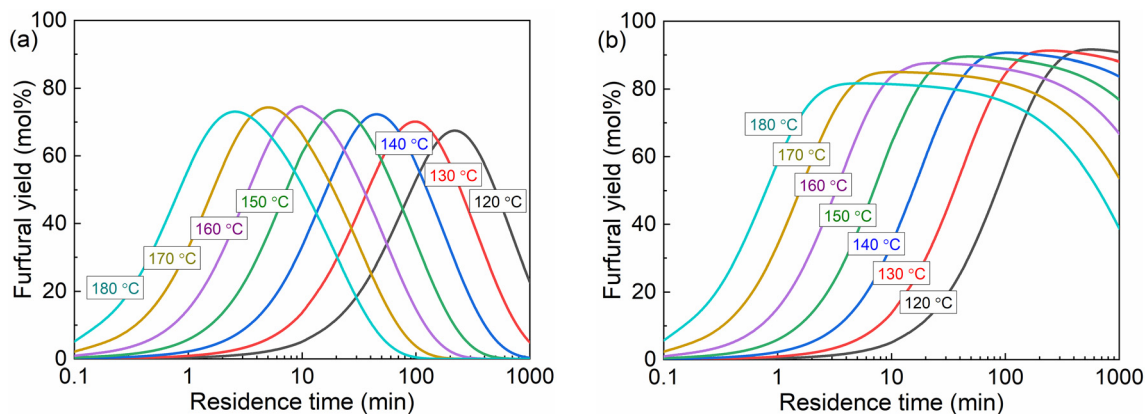 (a)
Furfural yield (mol%)
100
80
60
40
20
0
180 °C
170 °C
160 °C
150 °C
140 °C
130 °C
120 °C
0.1 1 10 100 1000
Residence time (min)
(b)
Furfural yield (mol%)
100
80
60
40
20
0
180 °C
170 °C
160 °C
150 °C
140 °C
130 °C
120 °C
0.1 1 10 100 1000
Residence time (min)